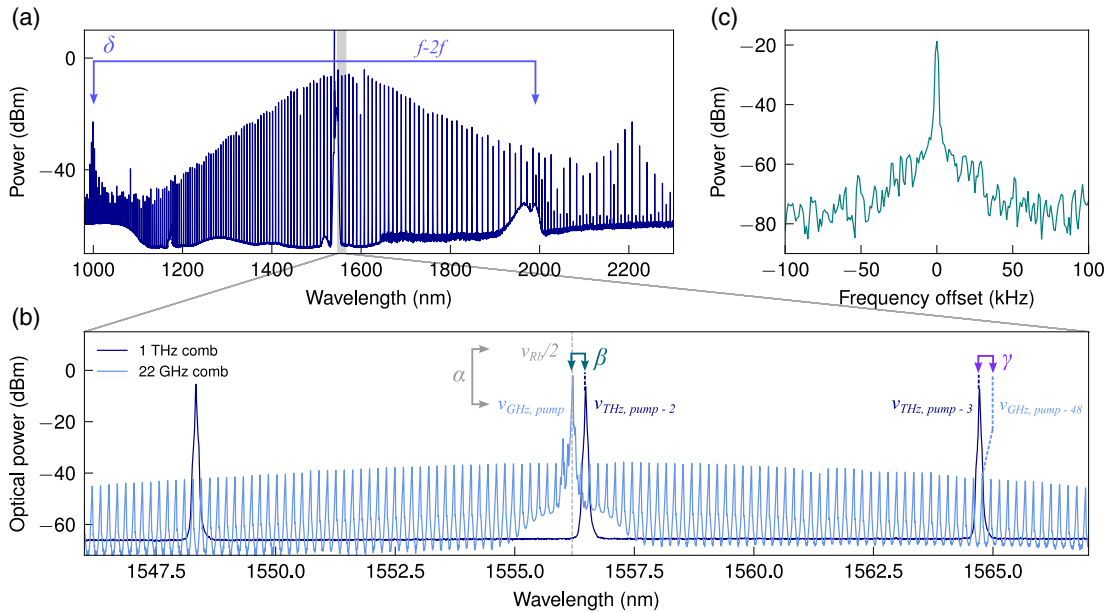 (a)
δ
f-2f
0
−40
Power (dBm)
1000 1200 1400 1600 1800 2000 2200
Wavelength (nm)
(c)
−20
−40
−60
−80
Power (dBm)
−100 −50 0 50 100
Frequency offset (kHz)
(b)
1 THz comb
22 GHz comb
α
ν_Rb/2
ν_GHz, pump
β
ν_THz, pump - 2
γ
ν_THz, pump - 3
ν_GHz, pump - 48
0
−20
−40
−60
Optical power (dBm)
1547.5 1550.0 1552.5 1555.0 1557.5 1560.0 1562.5 1565.0
Wavelength (nm)